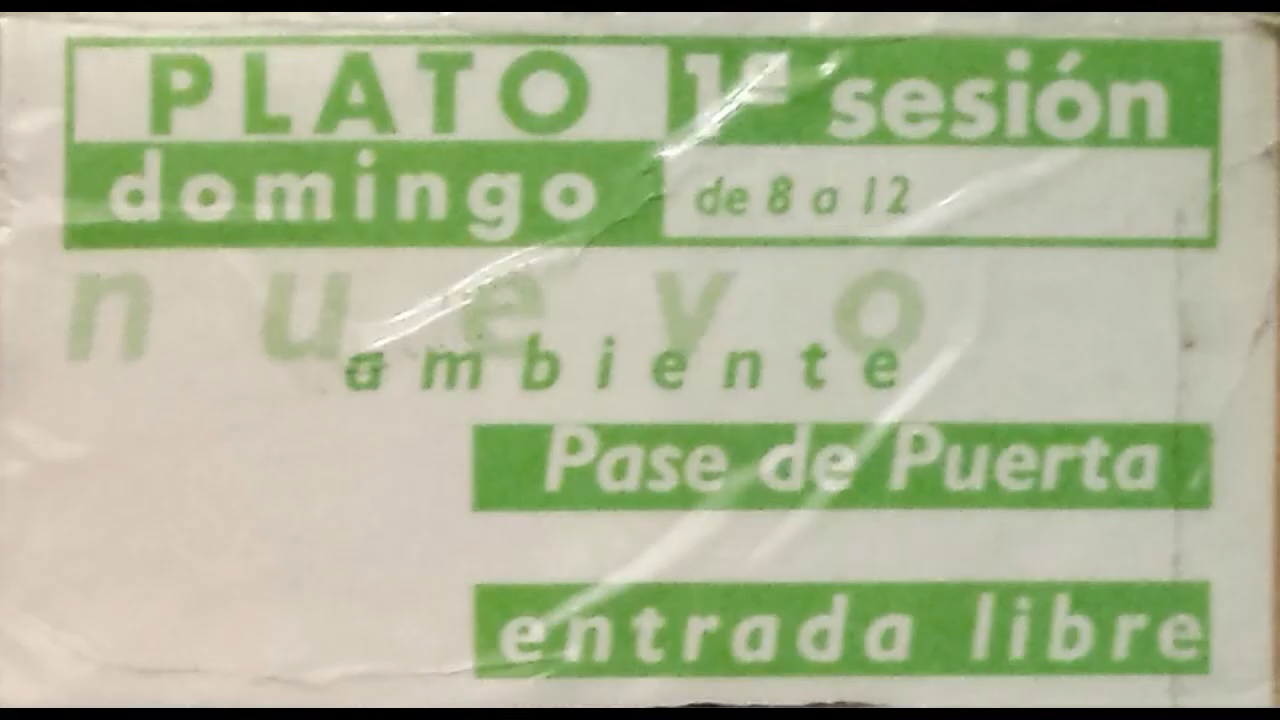 PLATO 1ª sesión
domingo de 8 a 12
nuevo
ambiente
Pase de Puerta
entrada libre